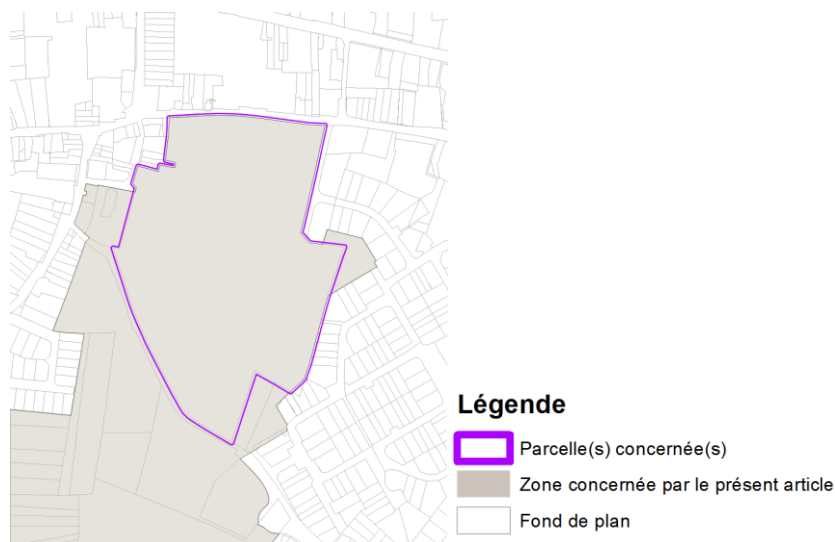 Légende
Parcelle(s) concernée(s)
Zone concernée par le présent article
Fond de plan